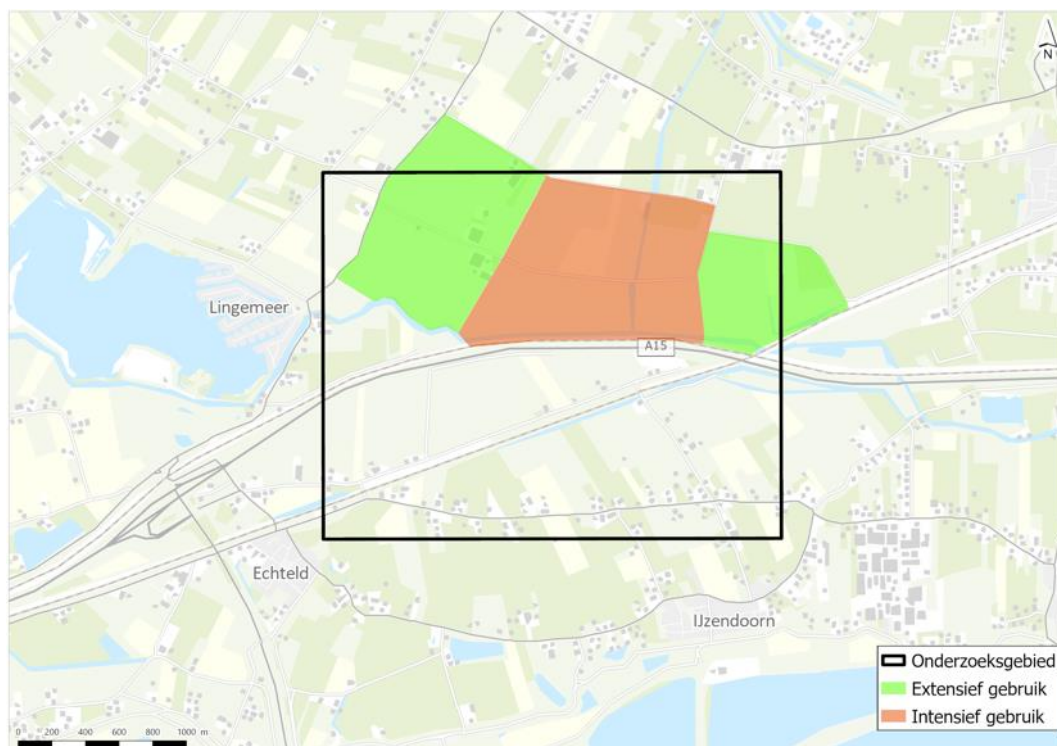 N
Lingemeer
A15
Echteld
IJzendoorn
Onderzoeksgebied
Extensief gebruik
Intensief gebruik
0 200 400 600 800 1000 m